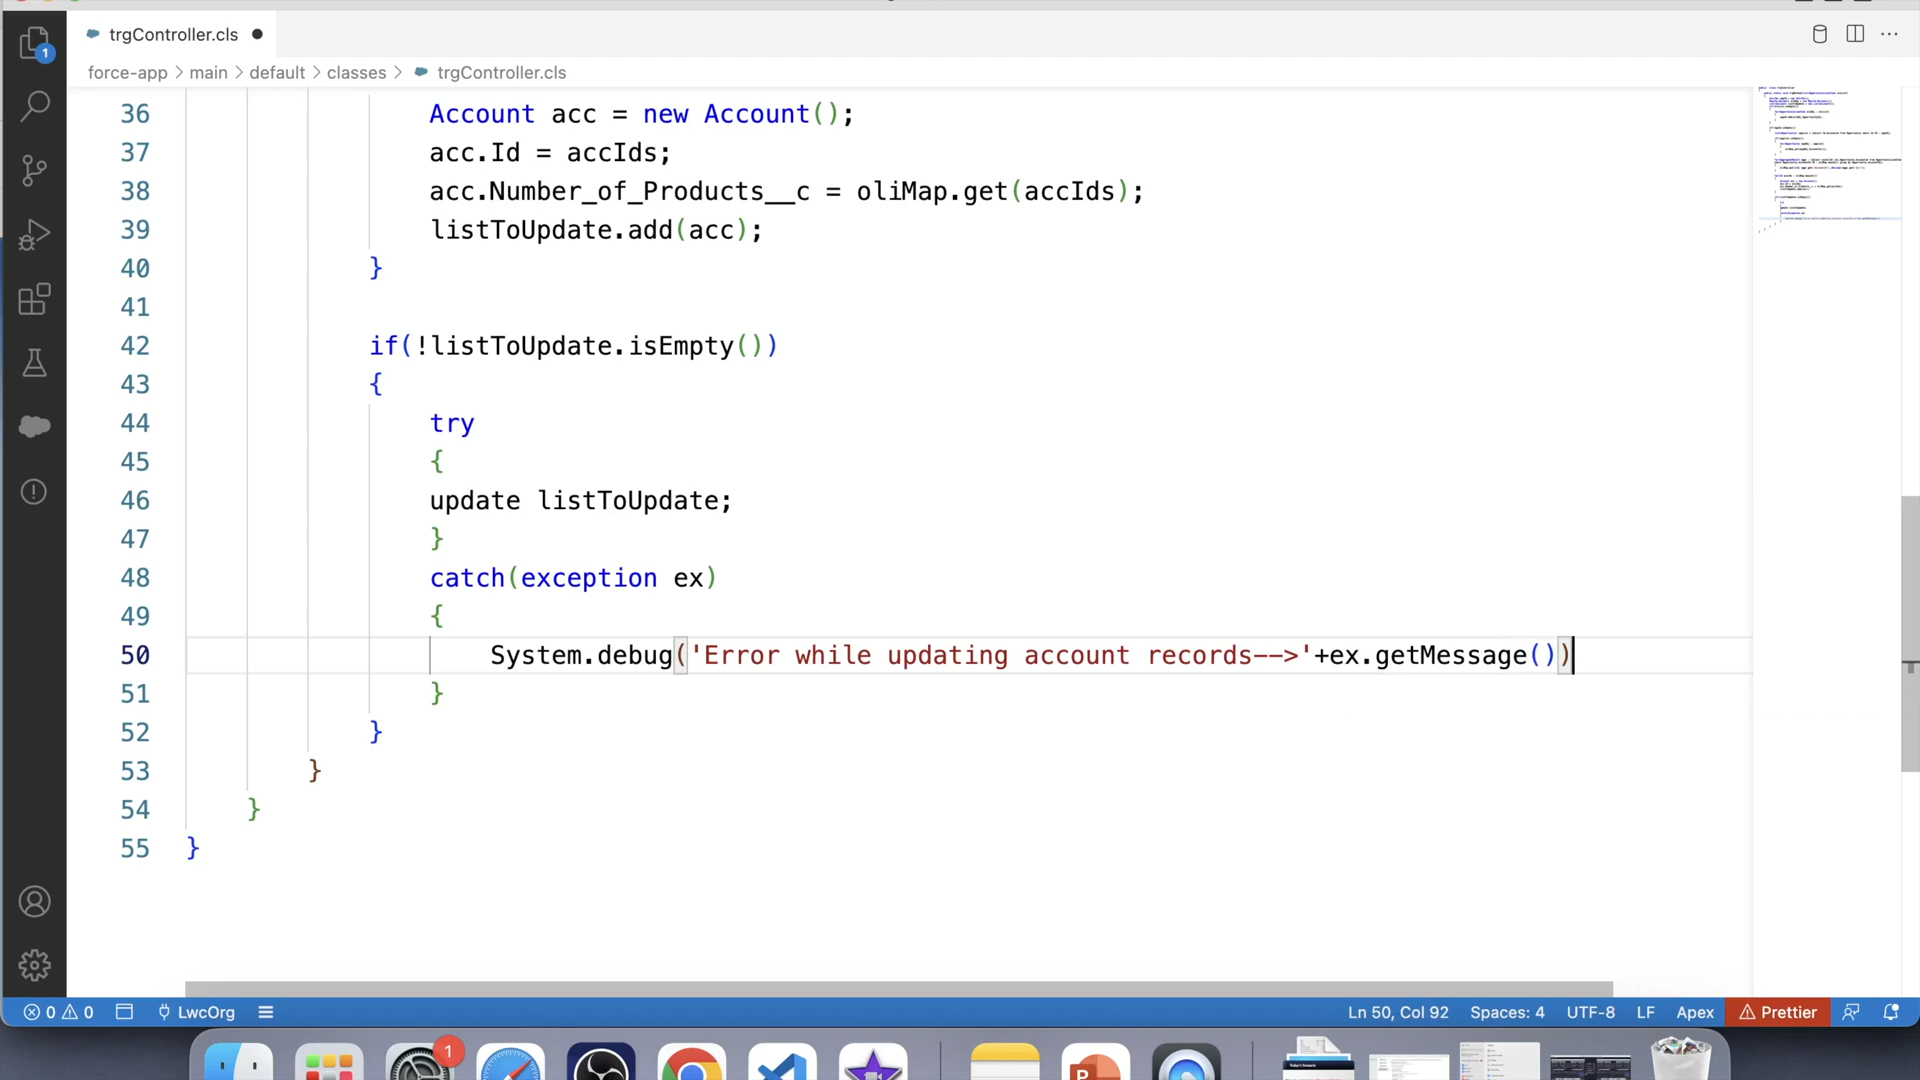 trgController.cls
force-app > main > default > classes > trgController.cls
36 Account acc = new Account();
37 acc.Id = accIds;
38 acc.Number_of_Products__c = oliMap.get(accIds);
39 listToUpdate.add(acc);
40 }
41
42 if(!listToUpdate.isEmpty())
43 {
44 try
45 {
46 update listToUpdate;
47 }
48 catch(exception ex)
49 {
50 System.debug('Error while updating account records-->'+ex.getMessage())
51 }
52 }
53 }
54 }
55 }
1
0 0 LwcOrg Ln 50, Col 92 Spaces: 4 UTF-8 LF Apex Prettier
1
P